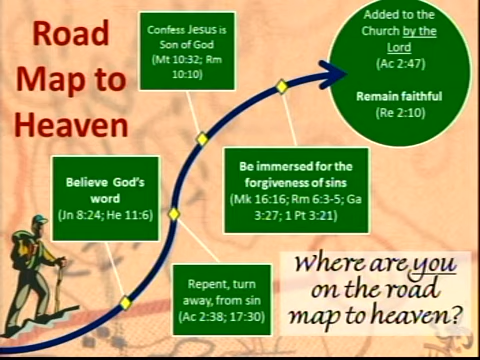 Road
Map to
Heaven
Confess Jesus is
Son of God
(Mt 10:32; Rm
10:10)
Added to the
Church by the
Lord
(Ac 2:47)
Remain faithful
(Re 2:10)
Believe God's
word
(Jn 8:24; He 11:6)
Be immersed for the
forgiveness of sins
(Mk 16:16; Rm 6:3-5; Ga
3:27; 1 Pt 3:21)
Repent, turn
away, from sin
(Ac 2:38; 17:30)
Where are you
on the road
map to heaven?